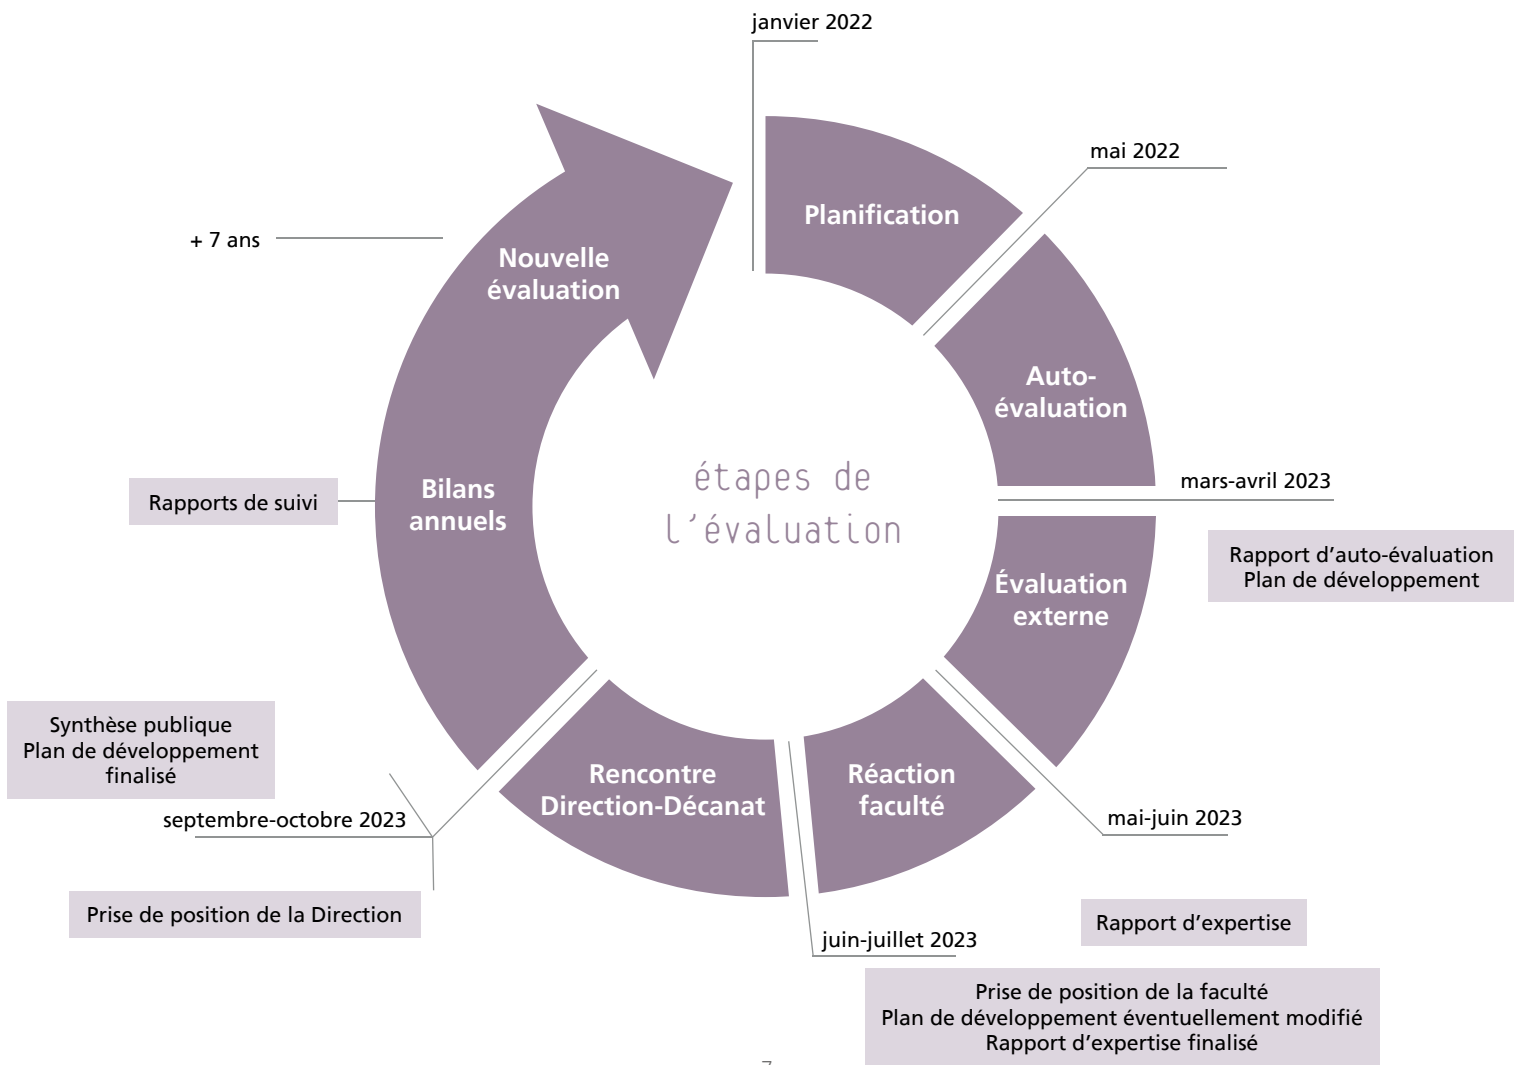 janvier 2022
mai 2022
Planification
+ 7 ans
Nouvelle
évaluation
Auto-
évaluation
étapes de
l’évaluation
mars-avril 2023
Bilans
annuels
Rapports de suivi
Rapport d’auto-évaluation
Plan de développement
Évaluation
externe
Synthèse publique
Plan de développement
finalisé
Rencontre
Direction-Décanat
Réaction
faculté
septembre-octobre 2023
mai-juin 2023
Prise de position de la Direction
Rapport d’expertise
juin-juillet 2023
Prise de position de la faculté
Plan de développement éventuellement modifié
Rapport d’expertise finalisé